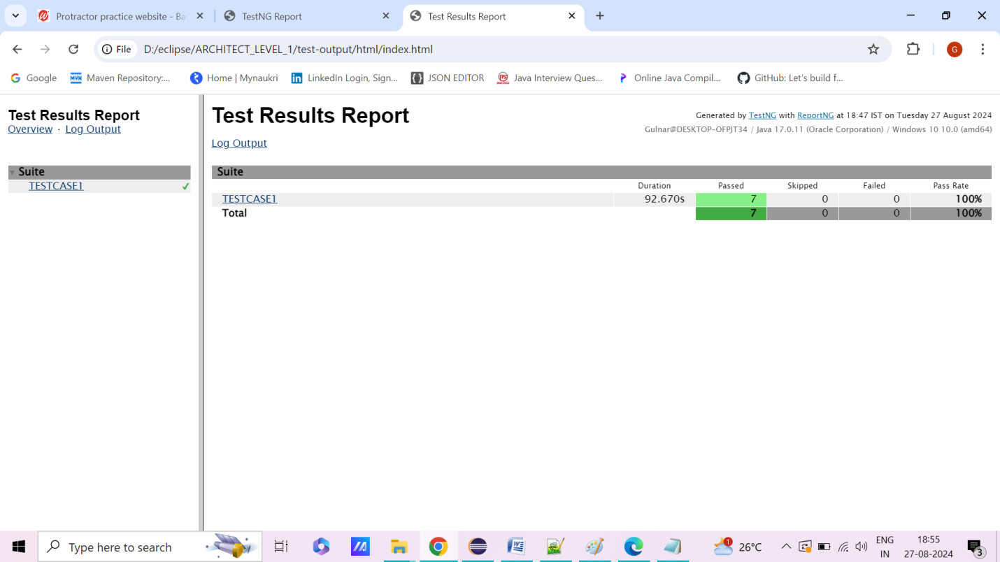 Protractor practice website - Ba
TestNG Report
Test Results Report
File
D:/eclipse/ARCHITECT_LEVEL_1/test-output/html/index.html
G
Google
Maven Repository:...
Home | Mynaukri
LinkedIn Login, Sign...
JSON EDITOR
Java Interview Ques...
Online Java Compil...
GitHub: Let's build f...
Test Results Report
Overview · Log Output
Suite
TESTCASE1
Test Results Report
Generated by TestNG with ReportNG at 18:47 IST on Tuesday 27 August 2024
Gulnar@DESKTOP-OFPJT34 / Java 17.0.11 (Oracle Corporation) / Windows 10 10.0 (amd64)
Log Output
Suite
Duration Passed Skipped Failed Pass Rate
TESTCASE1 92.670s 7 0 0 100%
Total 7 0 0 100%
Type here to search
1
26°C
ENG
IN
18:55
27-08-2024
3